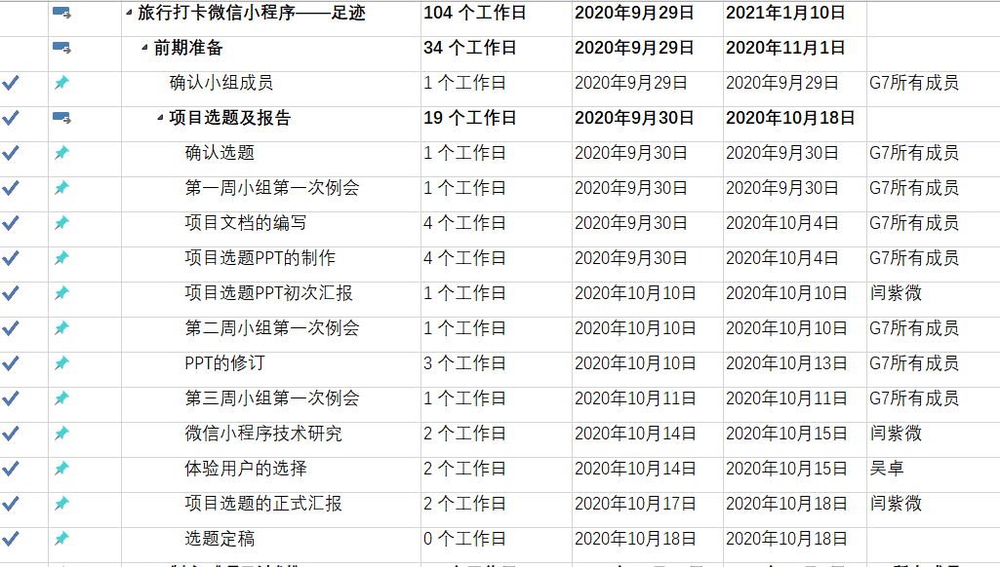 旅行打卡微信小程序——足迹 104 个工作日 2020年9月29日 2021年1月10日
前期准备 34 个工作日 2020年9月29日 2020年11月1日
确认小组成员 1 个工作日 2020年9月29日 2020年9月29日 G7所有成员
项目选题及报告 19 个工作日 2020年9月30日 2020年10月18日
确认选题 1 个工作日 2020年9月30日 2020年9月30日 G7所有成员
第一周小组第一次例会 1 个工作日 2020年9月30日 2020年9月30日 G7所有成员
项目文档的编写 4 个工作日 2020年9月30日 2020年10月4日 G7所有成员
项目选题PPT的制作 4 个工作日 2020年9月30日 2020年10月4日 G7所有成员
项目选题PPT初次汇报 1 个工作日 2020年10月10日 2020年10月10日 闫紫微
第二周小组第一次例会 1 个工作日 2020年10月10日 2020年10月10日 G7所有成员
PPT的修订 3 个工作日 2020年10月10日 2020年10月13日 G7所有成员
第三周小组第一次例会 1 个工作日 2020年10月11日 2020年10月11日 G7所有成员
微信小程序技术研究 2 个工作日 2020年10月14日 2020年10月15日 闫紫微
体验用户的选择 2 个工作日 2020年10月14日 2020年10月15日 吴卓
项目选题的正式汇报 2 个工作日 2020年10月17日 2020年10月18日 闫紫微
选题定稿 0 个工作日 2020年10月18日 2020年10月18日